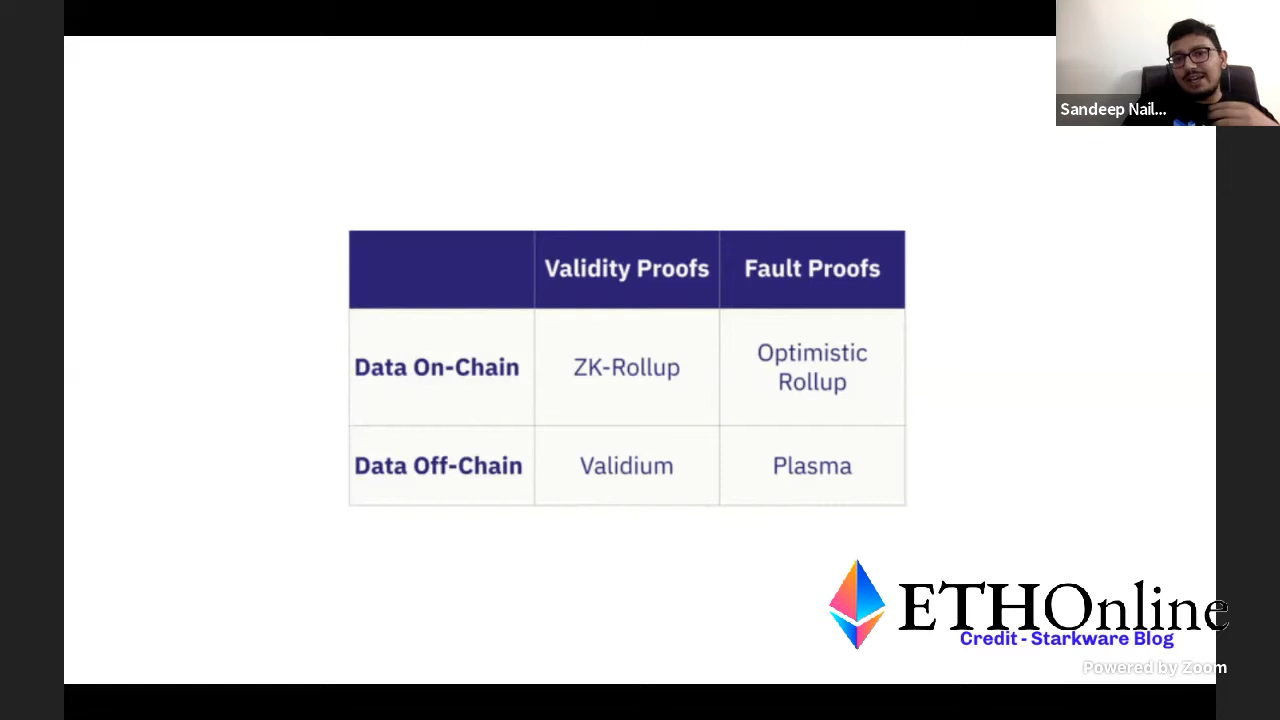 Sandeep Nail...
Validity Proofs Fault Proofs
Data On-Chain ZK-Rollup Optimistic
Rollup
Data Off-Chain Validium Plasma
ETHOnline
Credit - Starkware Blog
Powered by Zoom